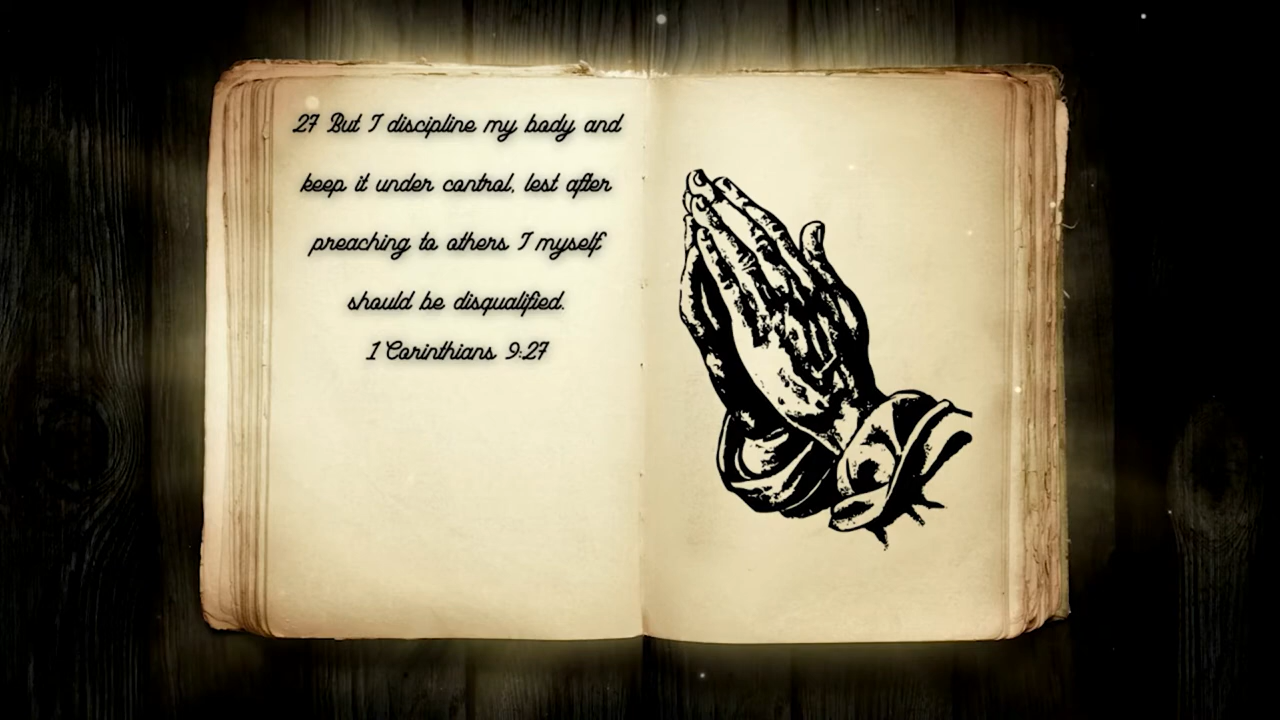 27 But I discipline my body and
keep it under control, lest after
preaching to others I myself
should be disqualified.
1 Corinthians 9:27